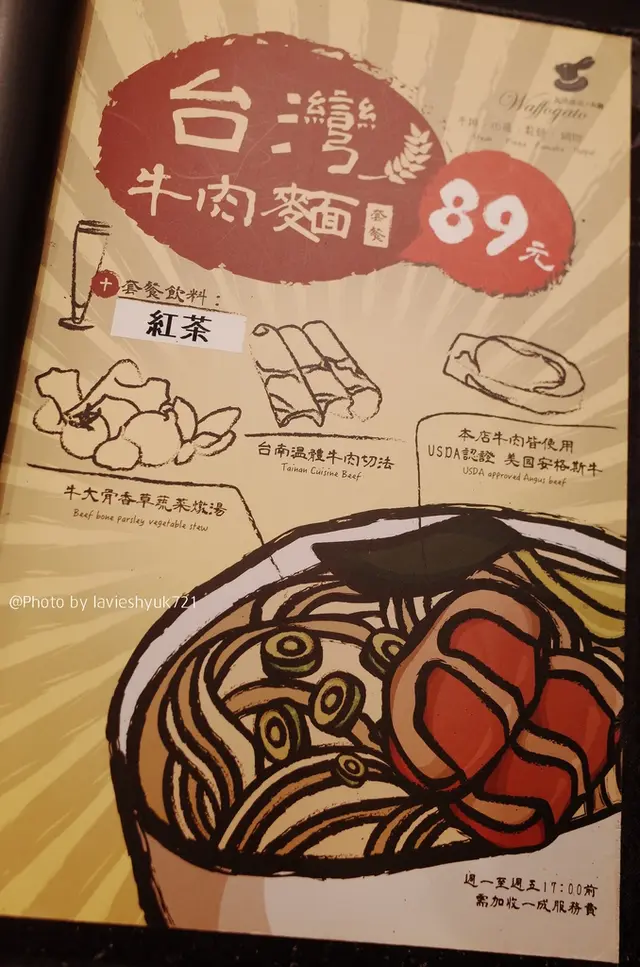 台灣
牛肉麵 套餐
89元
Waffogato
+ 套餐飲料：
紅茶
台南溫體牛肉切法
Tainan Cuisine Beef
本店牛肉皆使用
USDA認證 美國安格斯牛
USDA approved Angus beef
牛大骨香草蔬菜燉湯
Beef bone parsley vegetable stew
@Photo by lavieshyuk721
週一至週五17:00前
需加收一成服務費